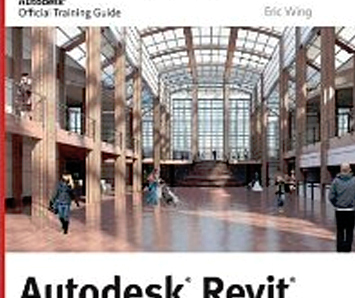 Autodesk®
Official Training Guide
Eric Wing
Autodesk® Revit®